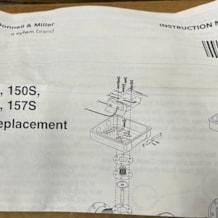 onnell & Miller
a xylem brand
INSTRUCTION
, 150S,
, 157S
eplacement